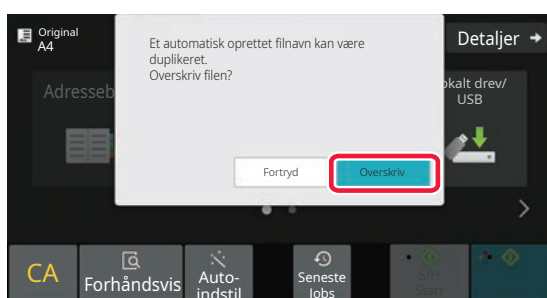 Original
A4
Detaljer
Et automatisk oprettet filnavn kan være
duplikeret.
Overskriv filen?
Adresseb
okalt drev/
USB
Fortryd
Overskriv
CA
Forhåndsvis
Auto-
indstil
Seneste
Jobs
S/H
Start